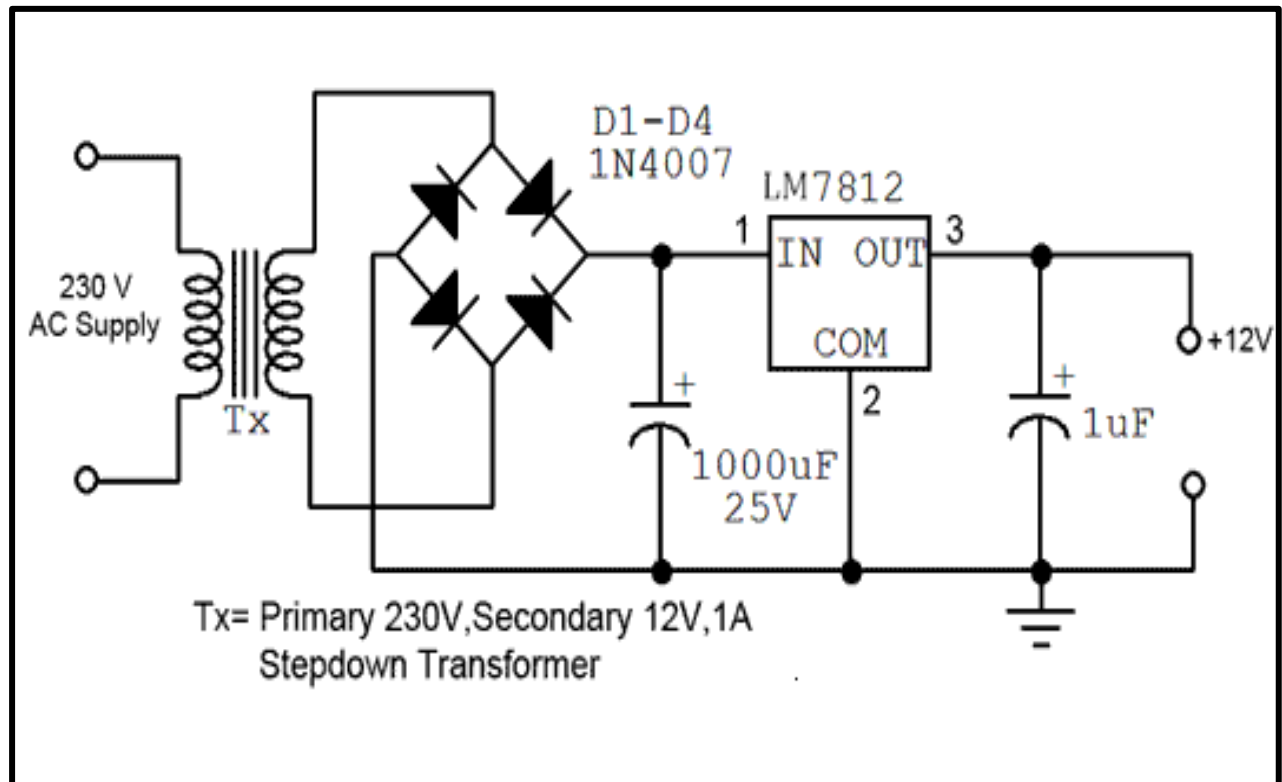 D1-D4
1N4007
LM7812
1
IN OUT
3
230 V
AC Supply
COM
+12V
2
+
+
Tx
1uF
1000uF
25V
Tx= Primary 230V,Secondary 12V,1A
Stepdown Transformer